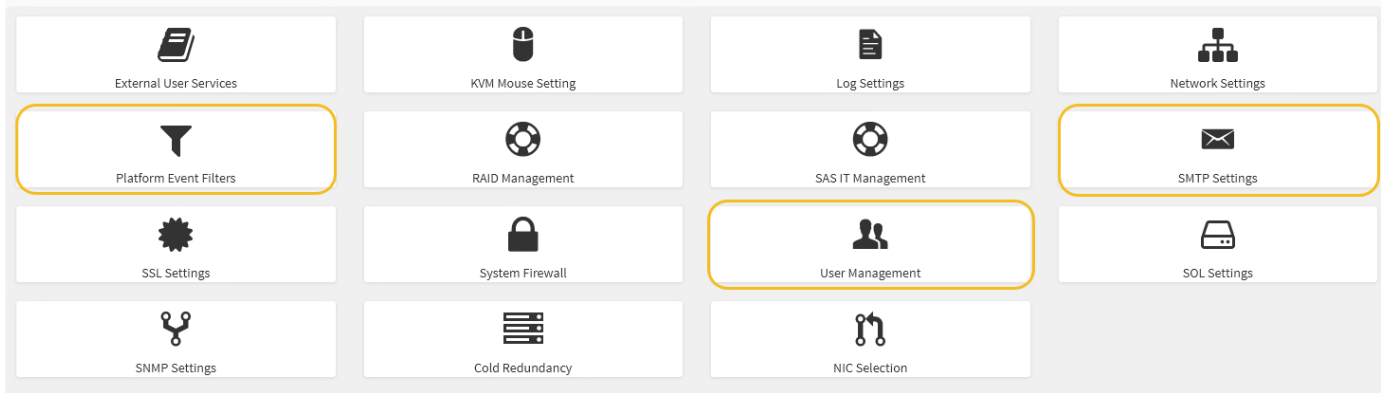 External User Services
KVM Mouse Setting
Log Settings
Network Settings
Platform Event Filters
RAID Management
SAS IT Management
SMTP Settings
SSL Settings
System Firewall
User Management
SOL Settings
SNMP Settings
Cold Redundancy
NIC Selection